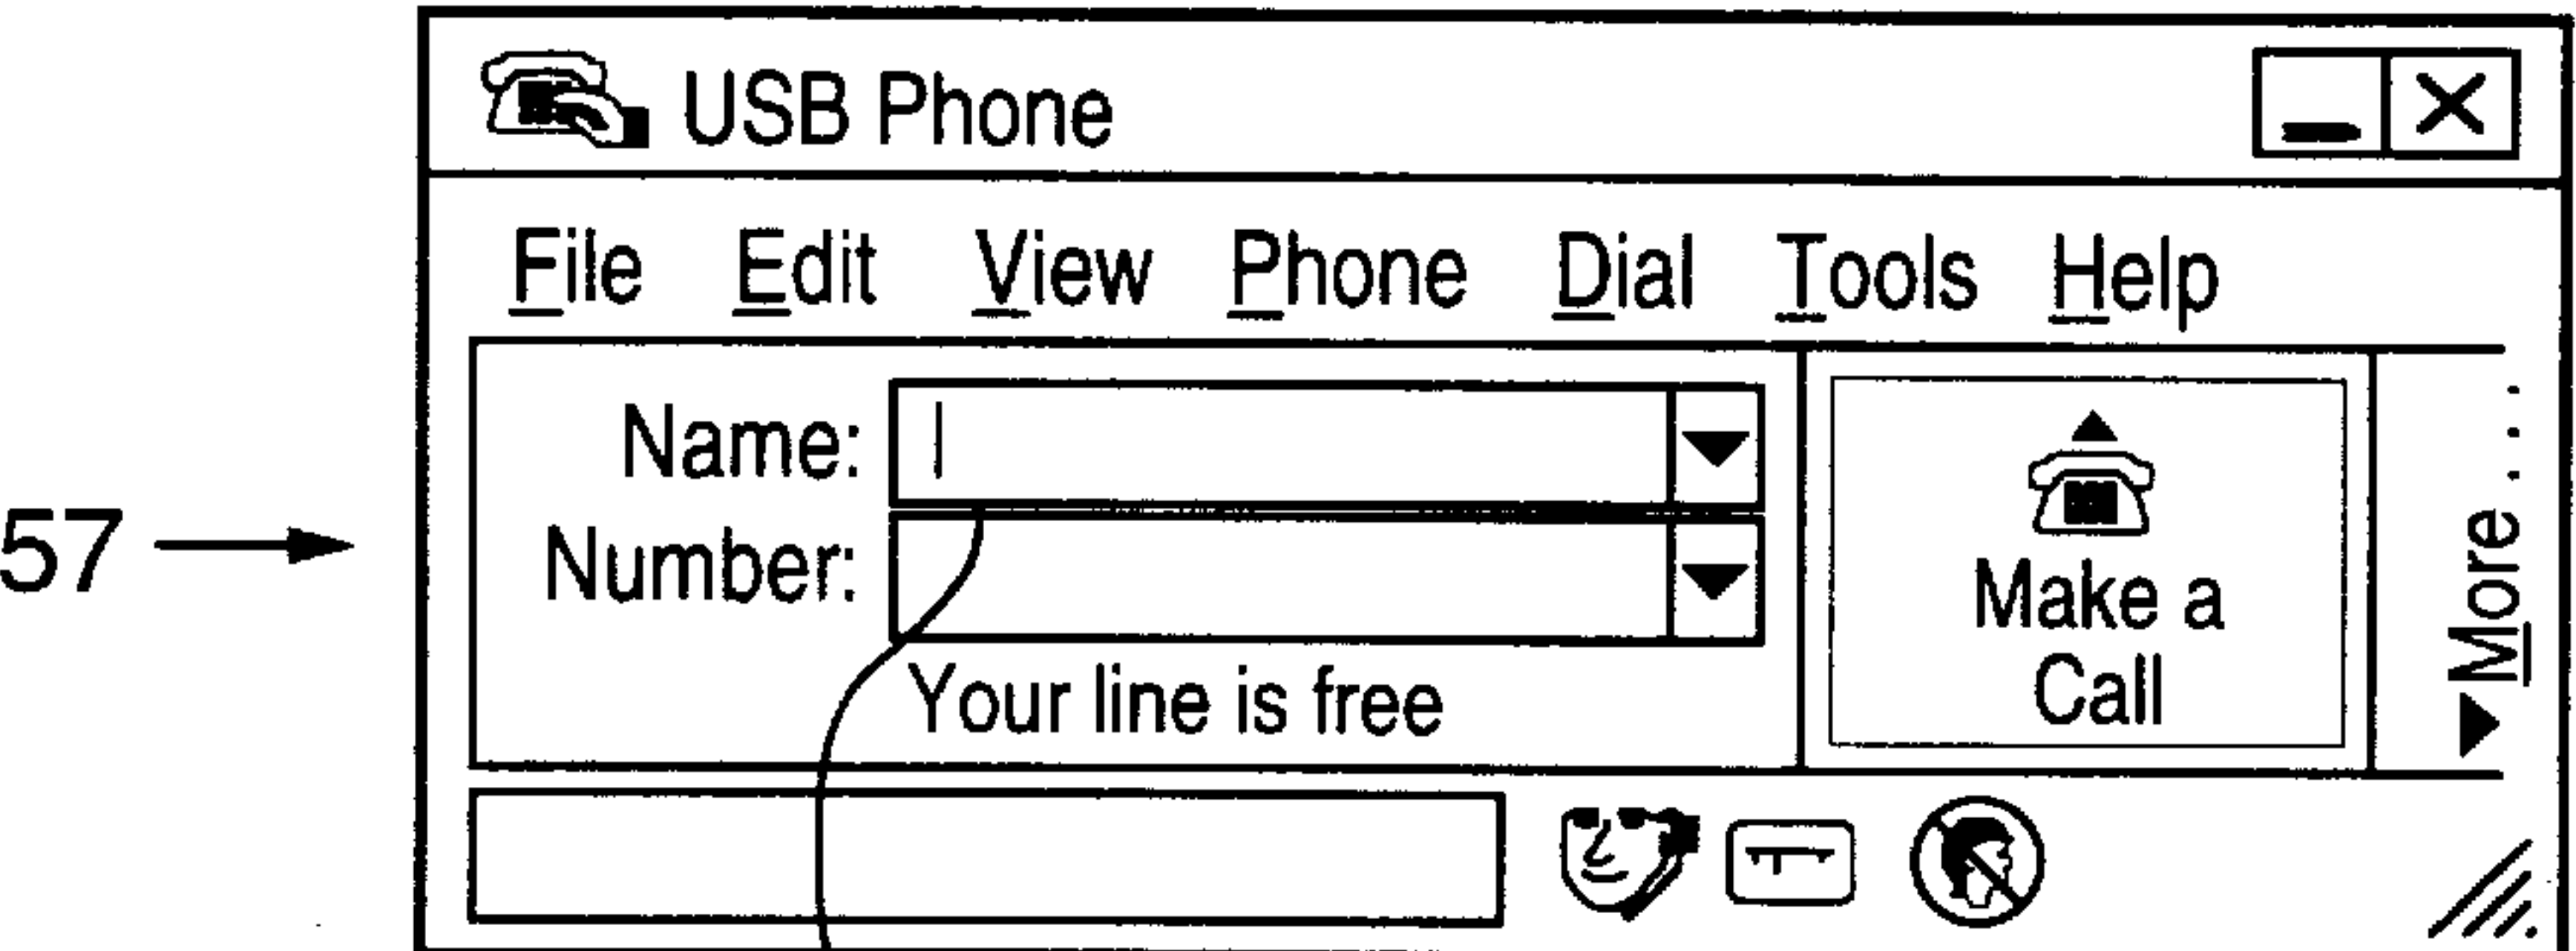 USB Phone
File Edit View Phone Dial Tools Help
Name:
57
Number:
Your line is free
Make a
Call
More ....